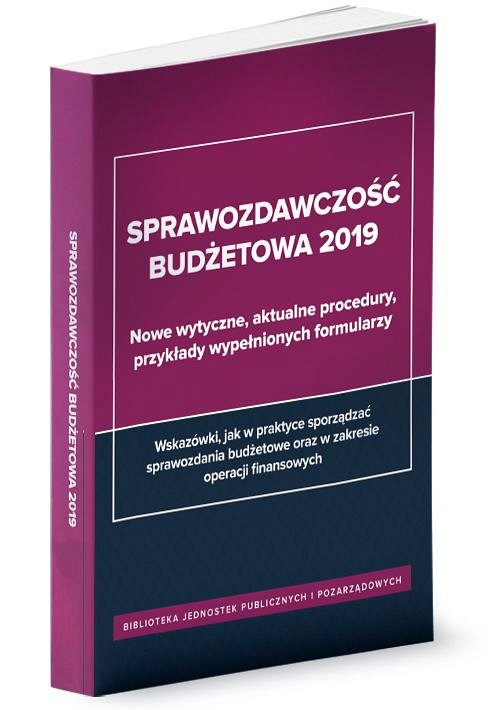 SPRAWOZDAWCZOŚĆ
BUDŻETOWA 2019
Nowe wytyczne, aktualne procedury,
przykłady wypełnionych formularzy
Wskazówki, jak w praktyce sporządzać
sprawozdania budżetowe oraz w zakresie
operacji finansowych
BIBLIOTEKA JEDNOSTEK PUBLICZNYCH I POZARZĄDOWYCH
SPRAWOZDAWCZOŚĆ BUDŻETOWA 2019